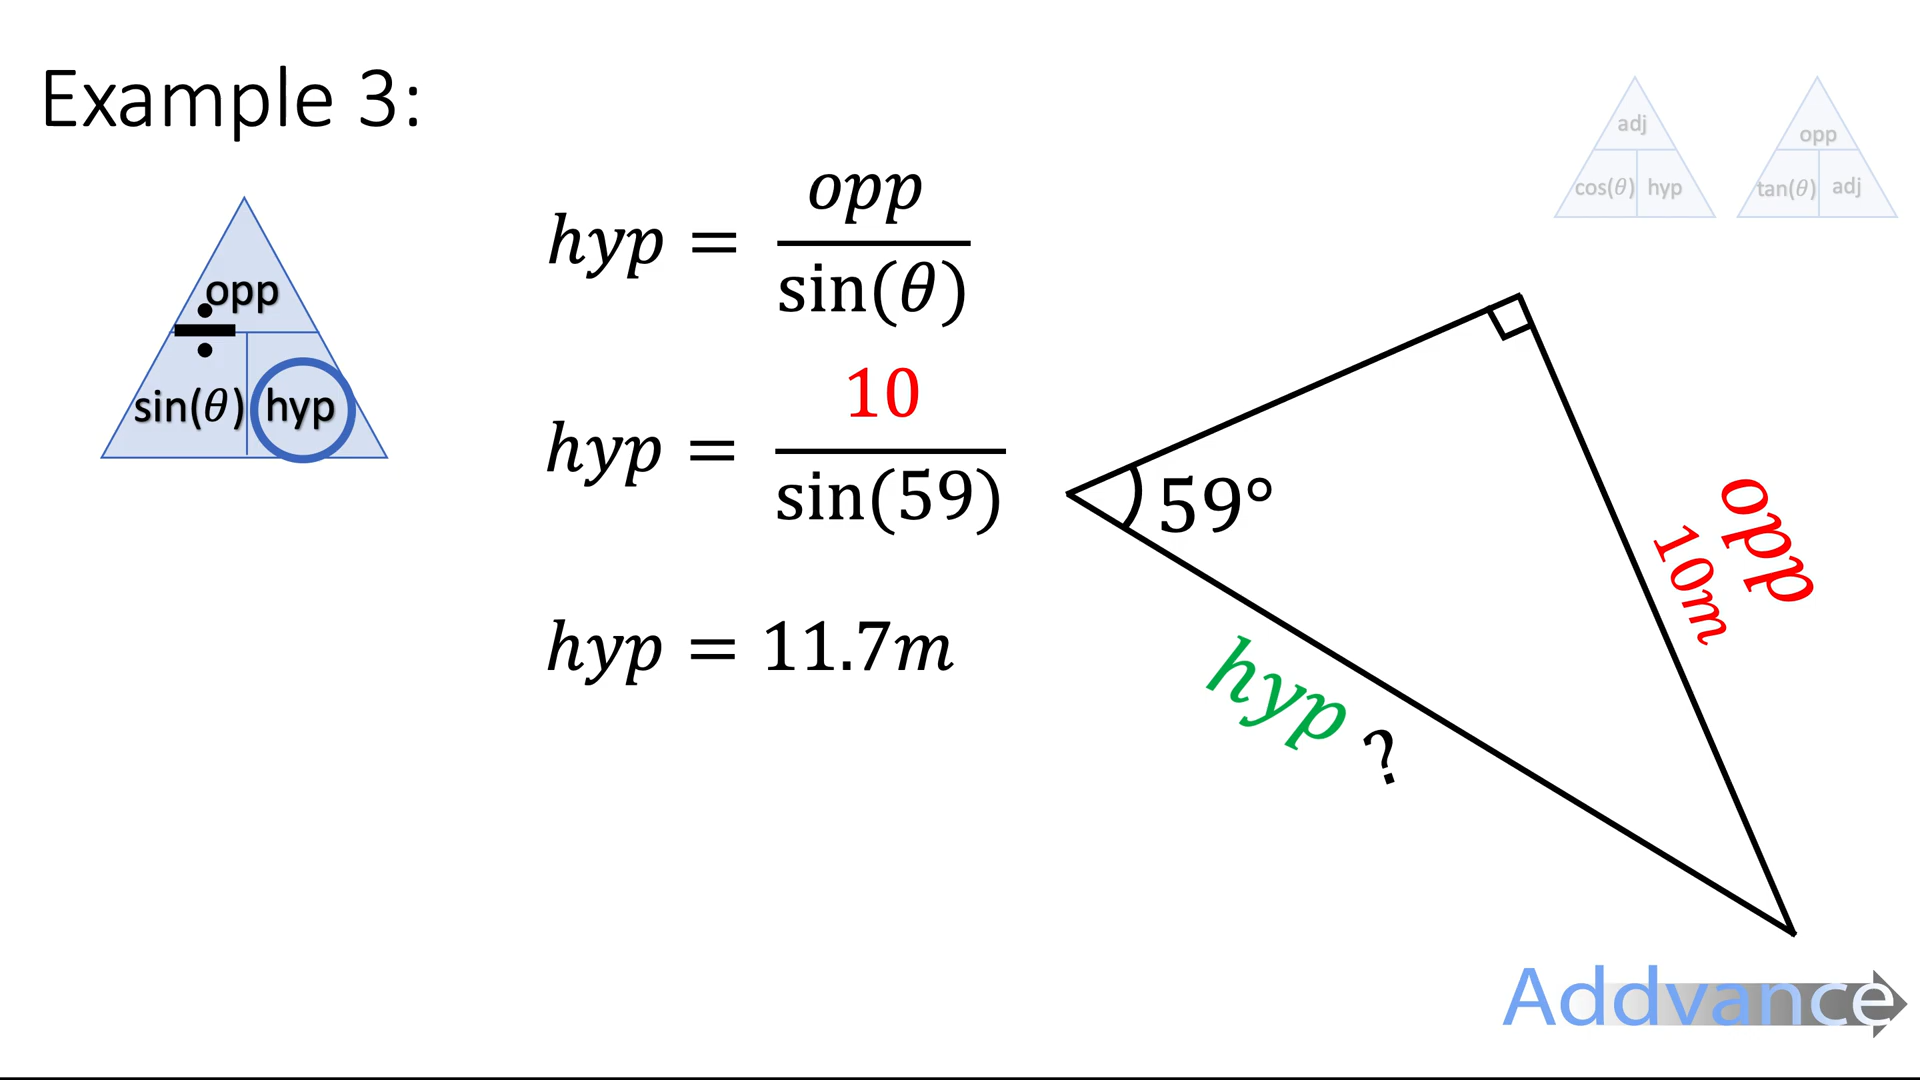 Example 3:
adj
cos(θ) hyp
opp
tan(θ) adj
opp
÷
sin(θ) hyp
hyp = opp / sin(θ)
hyp = 10 / sin(59)
hyp = 11.7m
59°
opp
10m
hyp ?
Addvance